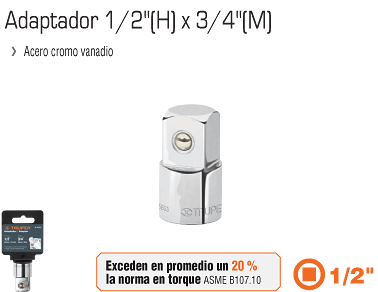 Adaptador 1/2"(H) x 3/4"(M)
› Acero cromo vanadio
TRUPER
TRUPER
Exceden en promedio un 20 %
la norma en torque ASME B107.10
1/2"